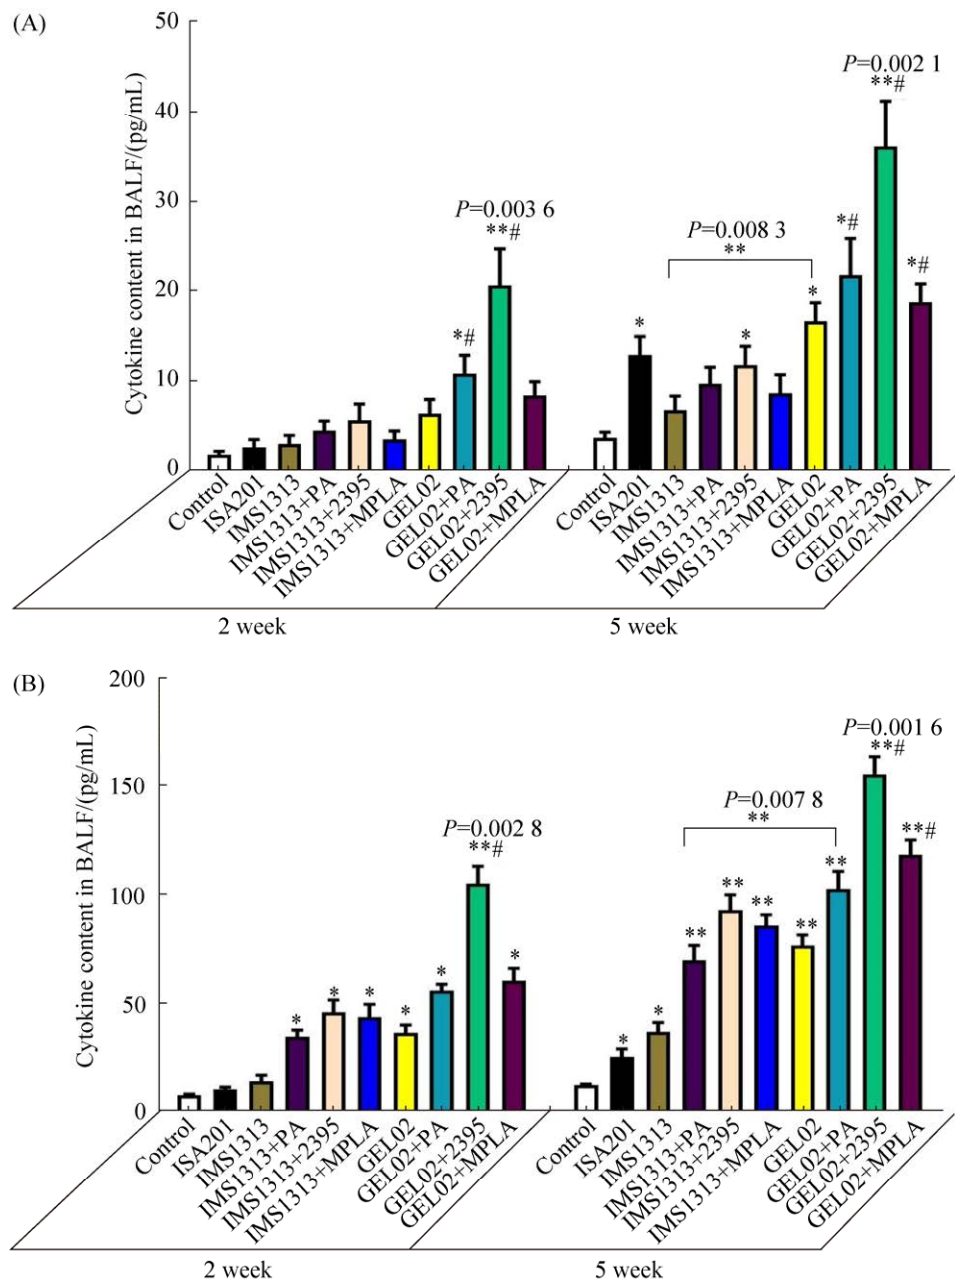 (A)
Cytokine content in BALF/(pg/mL)
50
40
30
20
10
0
P=0.003 6
**#
*#
*
P=0.008 3
**
*
*
*#
P=0.002 1
**#
*#
Control
ISA201
IMS1313
IMS1313+PA
IMS1313+2395
IMS1313+MPLA
GEL02
GEL02+PA
GEL02+2395
GEL02+MPLA
Control
ISA201
IMS1313
IMS1313+PA
IMS1313+2395
IMS1313+MPLA
GEL02
GEL02+PA
GEL02+2395
GEL02+MPLA
2 week
5 week
(B)
Cytokine content in BALF/(pg/mL)
200
150
100
50
0
*
*
*
*
*
P=0.002 8
**#
*
*
*
**
**
**
**
P=0.007 8
**
**
P=0.001 6
**#
**#
Control
ISA201
IMS1313
IMS1313+PA
IMS1313+2395
IMS1313+MPLA
GEL02
GEL02+PA
GEL02+2395
GEL02+MPLA
Control
ISA201
IMS1313
IMS1313+PA
IMS1313+2395
IMS1313+MPLA
GEL02
GEL02+PA
GEL02+2395
GEL02+MPLA
2 week
5 week